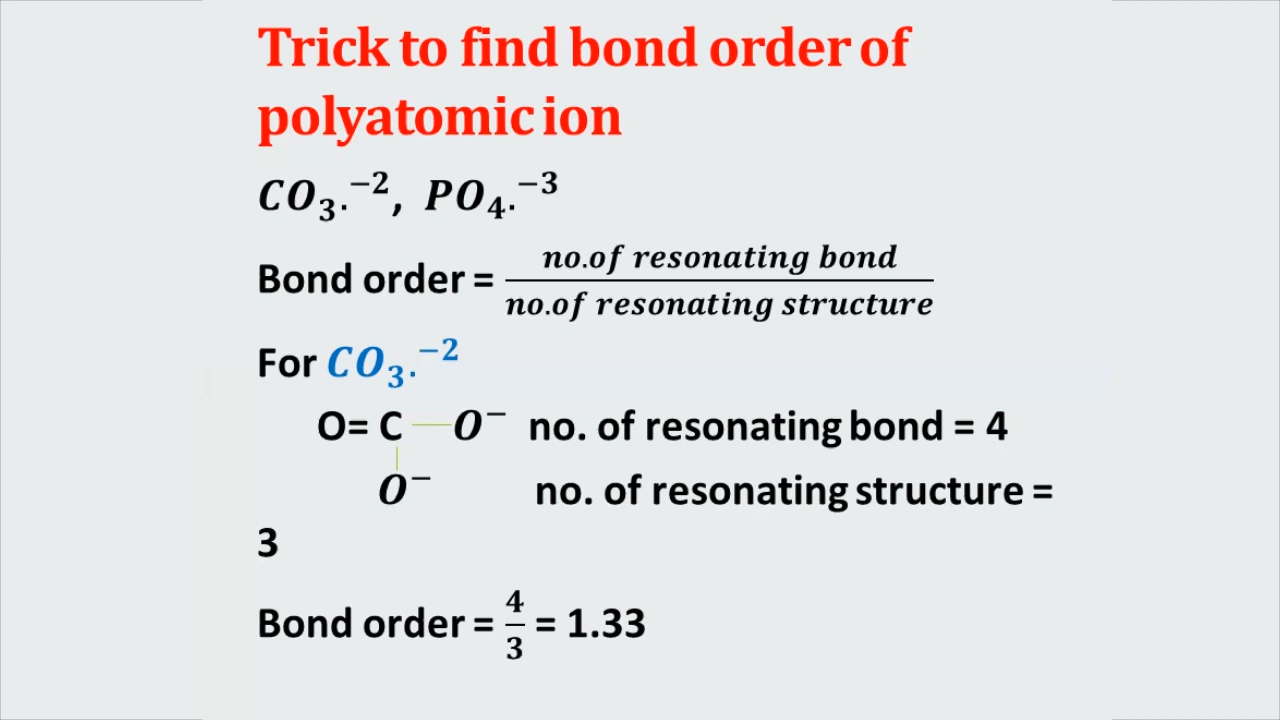 Trick to find bond order of
polyatomic ion
CO₃.⁻², PO₄.⁻³
Bond order = no.of resonating bond / no.of resonating structure
For CO₃.⁻²
O= C —O⁻ no. of resonating bond = 4
O⁻ no. of resonating structure =
3
Bond order = 4/3 = 1.33